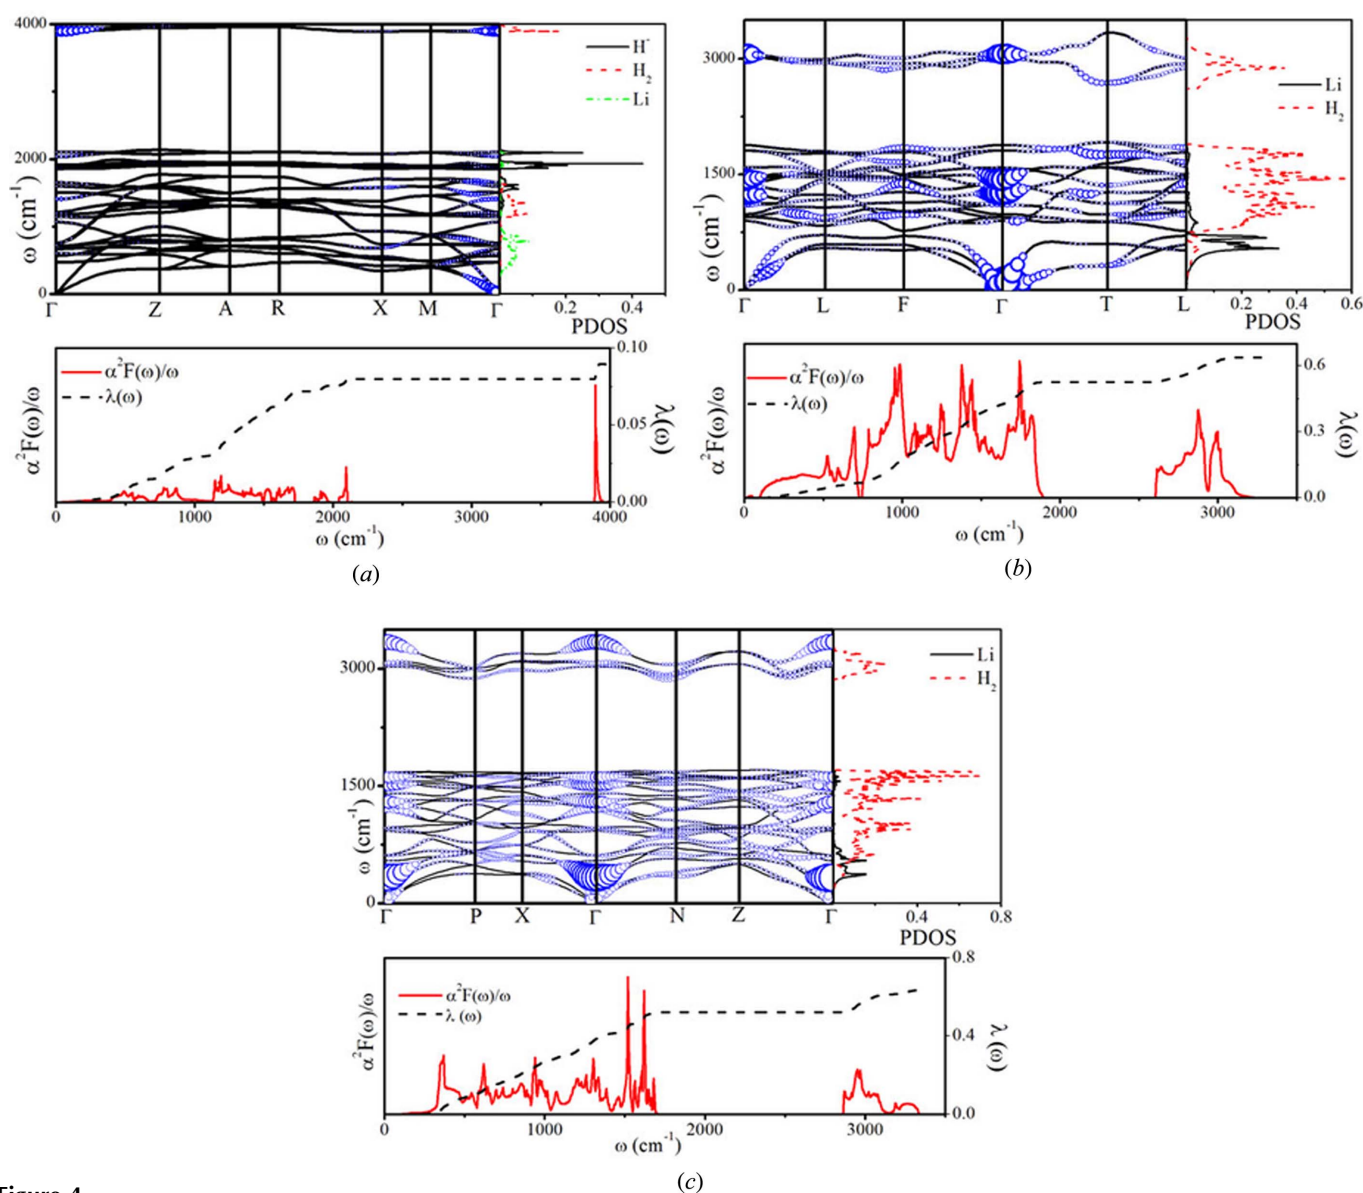 4000
2000
0
ω (cm⁻¹)
H⁻
H₂
Li
Γ Z A R X M Γ
0.2 0.4
PDOS
α²F(ω)/ω
λ(ω)
α²F(ω)/ω
0.10
0.05
0.00
λ(ω)
0 1000 2000 3000 4000
ω (cm⁻¹)
(a)
3000
1500
0
ω (cm⁻¹)
Li
H₂
Γ L F Γ T L
0.2 0.4 0.6
PDOS
α²F(ω)/ω
λ(ω)
α²F(ω)/ω
0.6
0.3
0.0
λ(ω)
0 1000 2000 3000
ω (cm⁻¹)
(b)
3000
1500
0
ω (cm⁻¹)
Li
H₂
Γ P X Γ N Z Γ
0.4 0.8
PDOS
α²F(ω)/ω
λ (ω)
α²F(ω)/ω
0.8
0.4
0.0
λ (ω)
0 1000 2000 3000
ω (cm⁻¹)
(c)